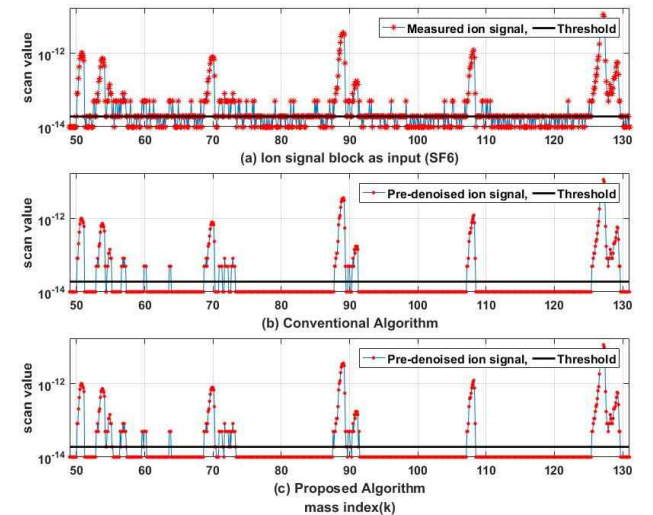 Measured ion signal, Threshold
scan value
10-12
10-14
50 60 70 80 90 100 110 120 130
(a) Ion signal block as input (SF6)
Pre-denoised ion signal, Threshold
scan value
10-12
10-14
50 60 70 80 90 100 110 120 130
(b) Conventional Algorithm
Pre-denoised ion signal, Threshold
scan value
10-12
10-14
50 60 70 80 90 100 110 120 130
(c) Proposed Algorithm
mass index(k)